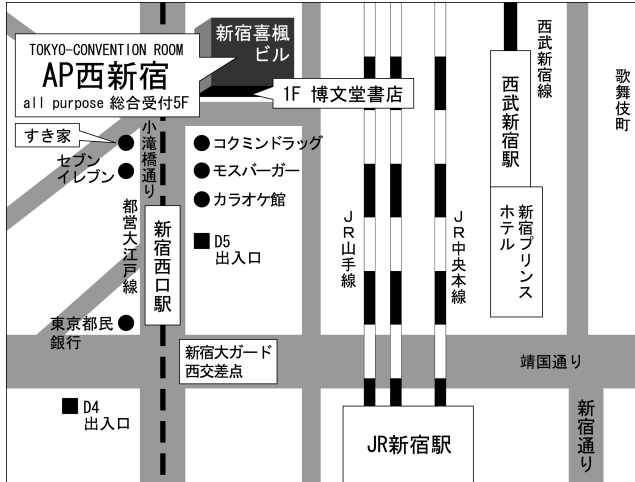 TOKYO-CONVENTION ROOM
AP西新宿
all purpose 総合受付5F
新宿喜楓
ビル
1F 博文堂書店
すき家
セブン
イレブン
小滝橋通り
コクミンドラッグ
モスバーガー
カラオケ館
D5
出入口
都営大江戸線
新宿西口駅
東京都民
銀行
新宿大ガード
西交差点
D4
出入口
JR山手線
JR中央本線
JR新宿駅
西武新宿線
西武新宿駅
新宿プリンス
ホテル
歌舞伎町
靖国通り
新宿通り